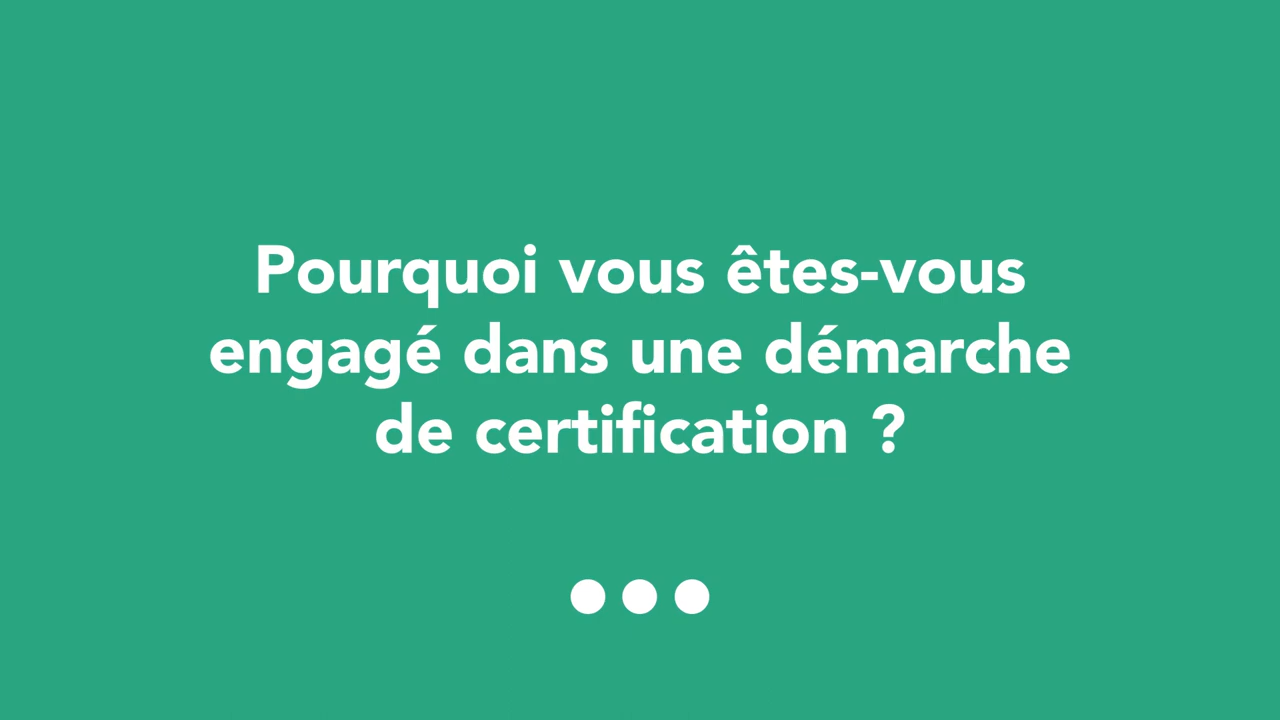 Pourquoi vous êtes-vous
engagé dans une démarche
de certification ?